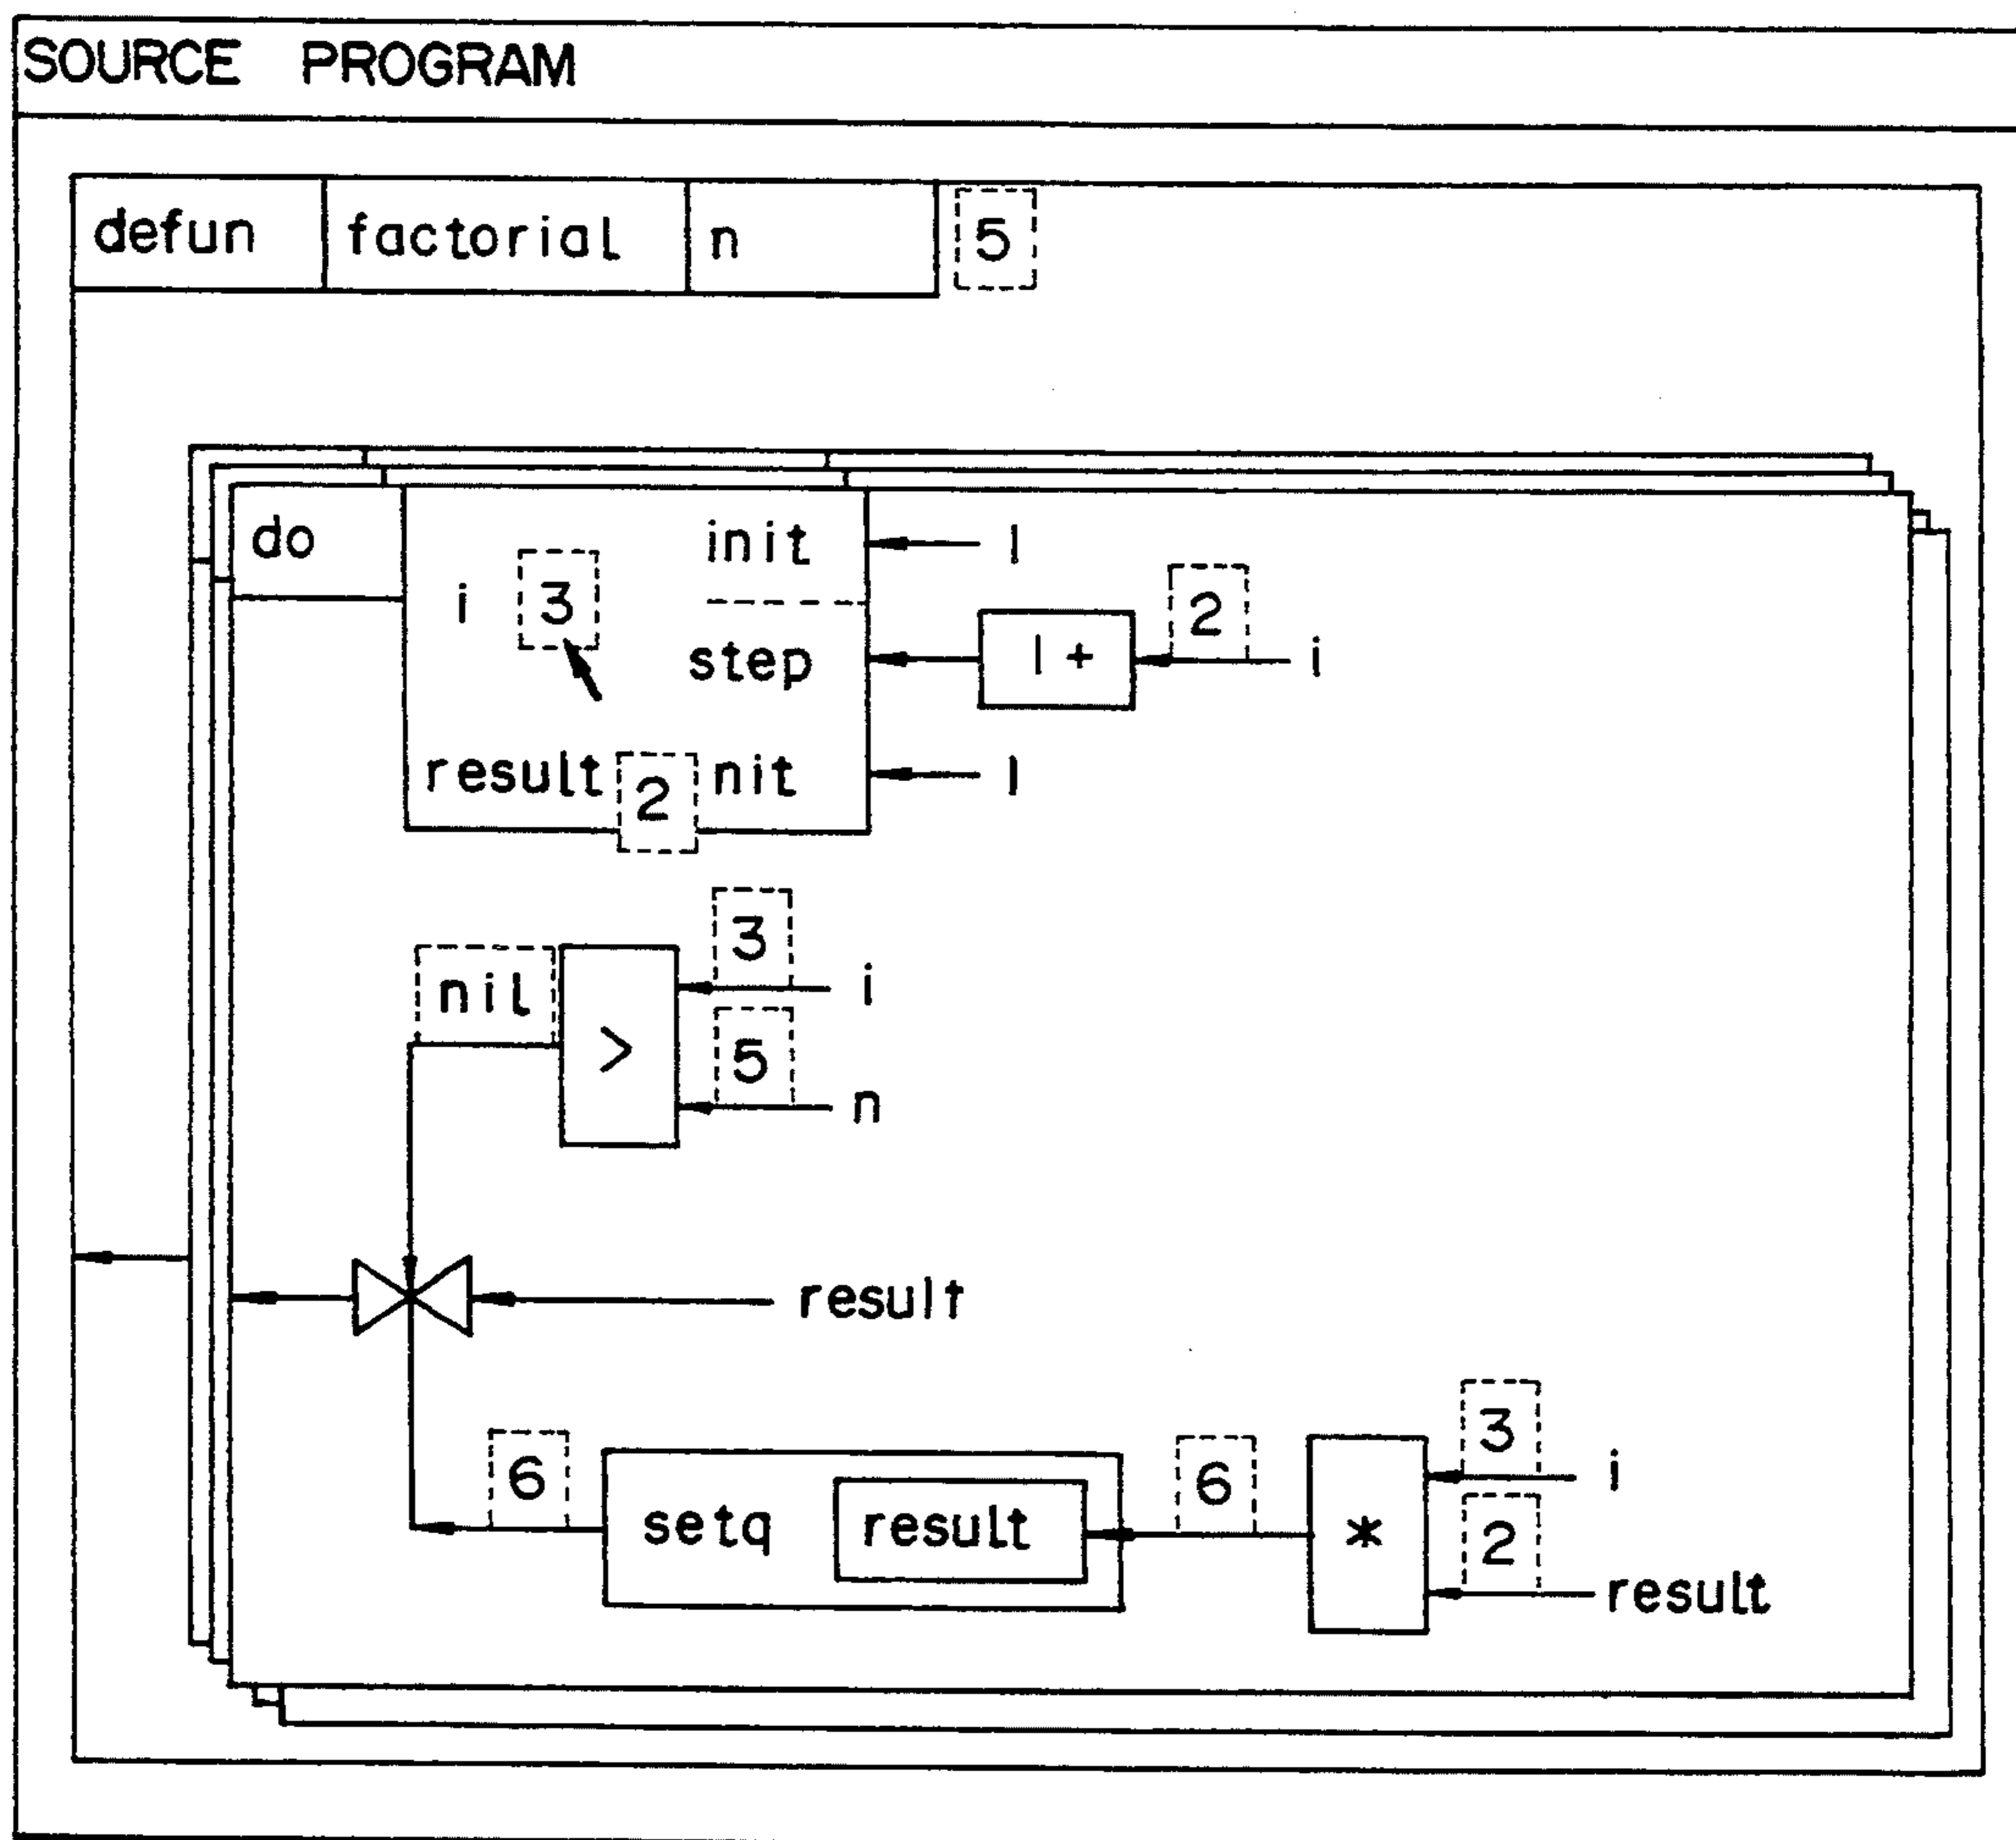 SOURCE PROGRAM
defun factorial n 5
do
init 1
i 3
2
step 1+ i
result 2 nit 1
3
nil i
> 5
n
result
3
6 6 i
setq result * 2
result